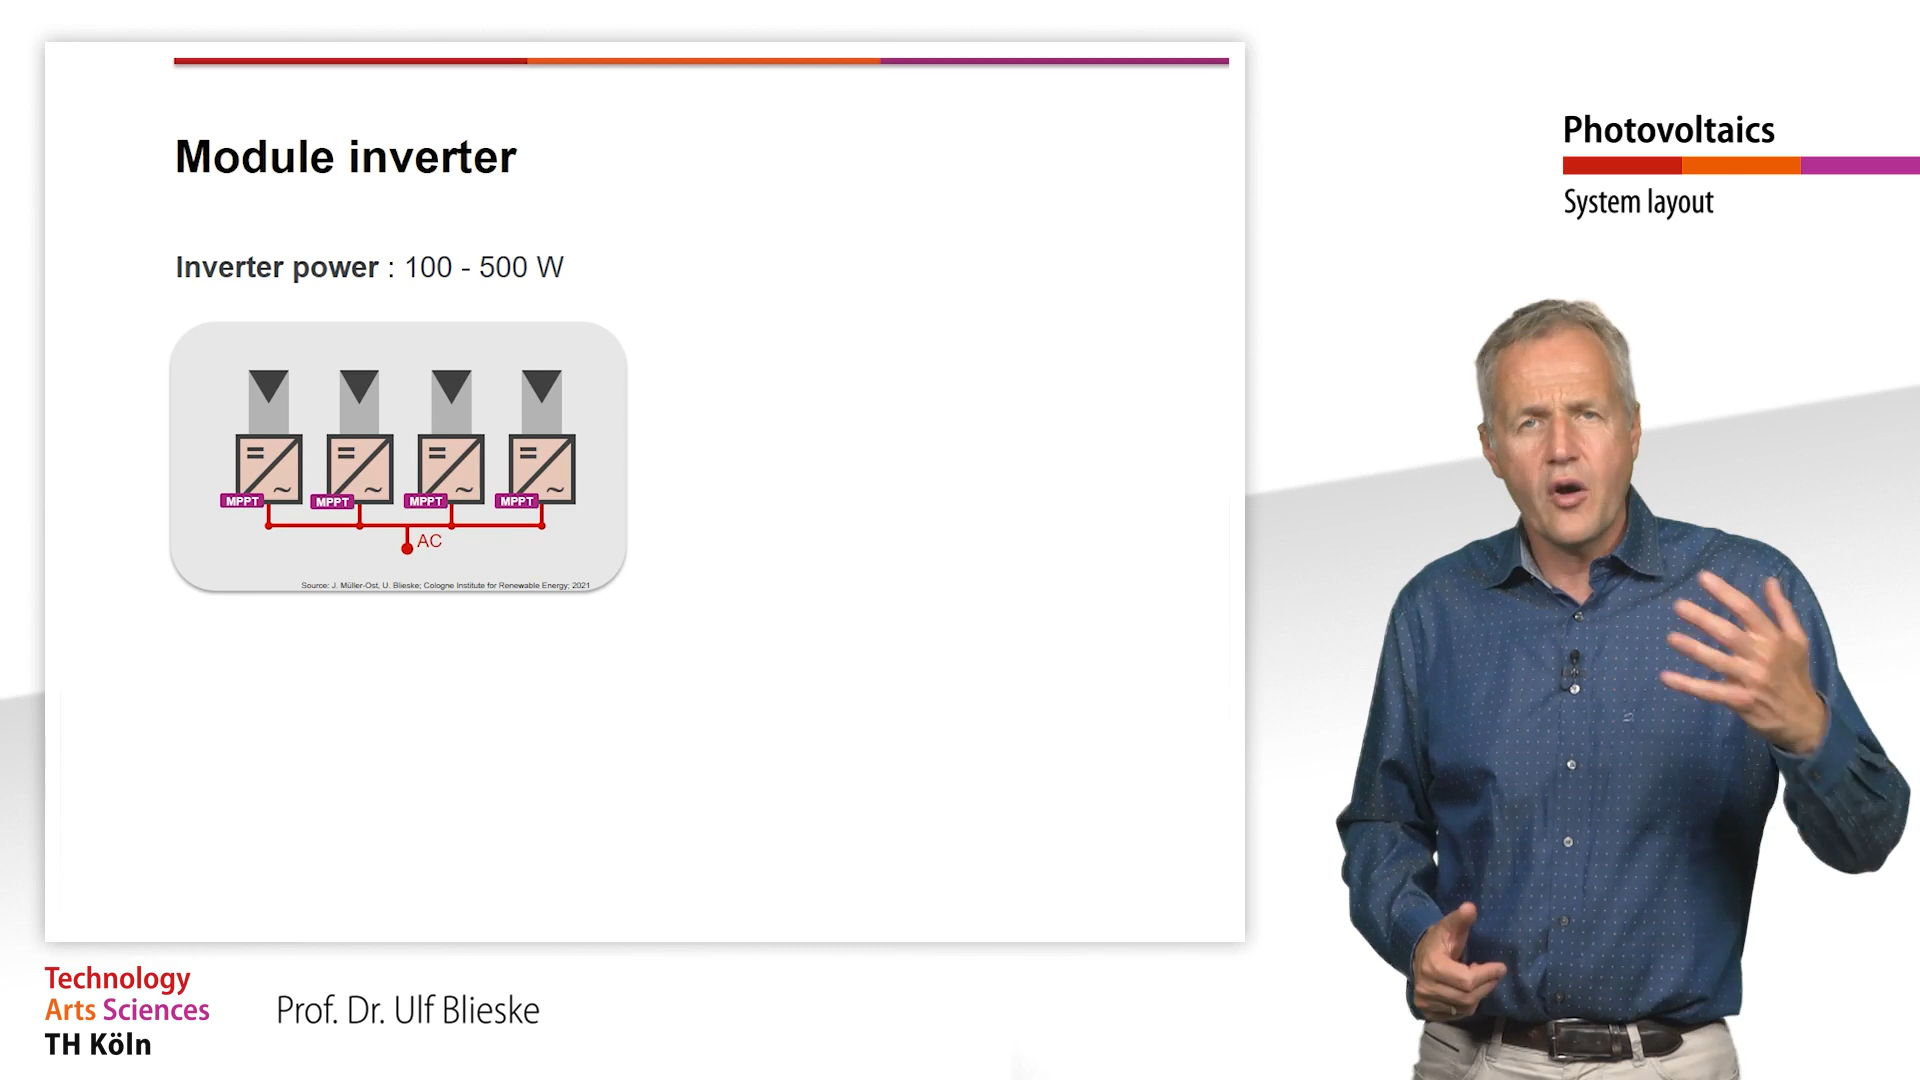 Module inverter
Inverter power : 100 - 500 W
MPPT MPPT MPPT MPPT
AC
Source: J. Müller-Ost, U. Blieske; Cologne Institute for Renewable Energy; 2021
Photovoltaics
System layout
Technology
Arts Sciences
TH Köln
Prof. Dr. Ulf Blieske